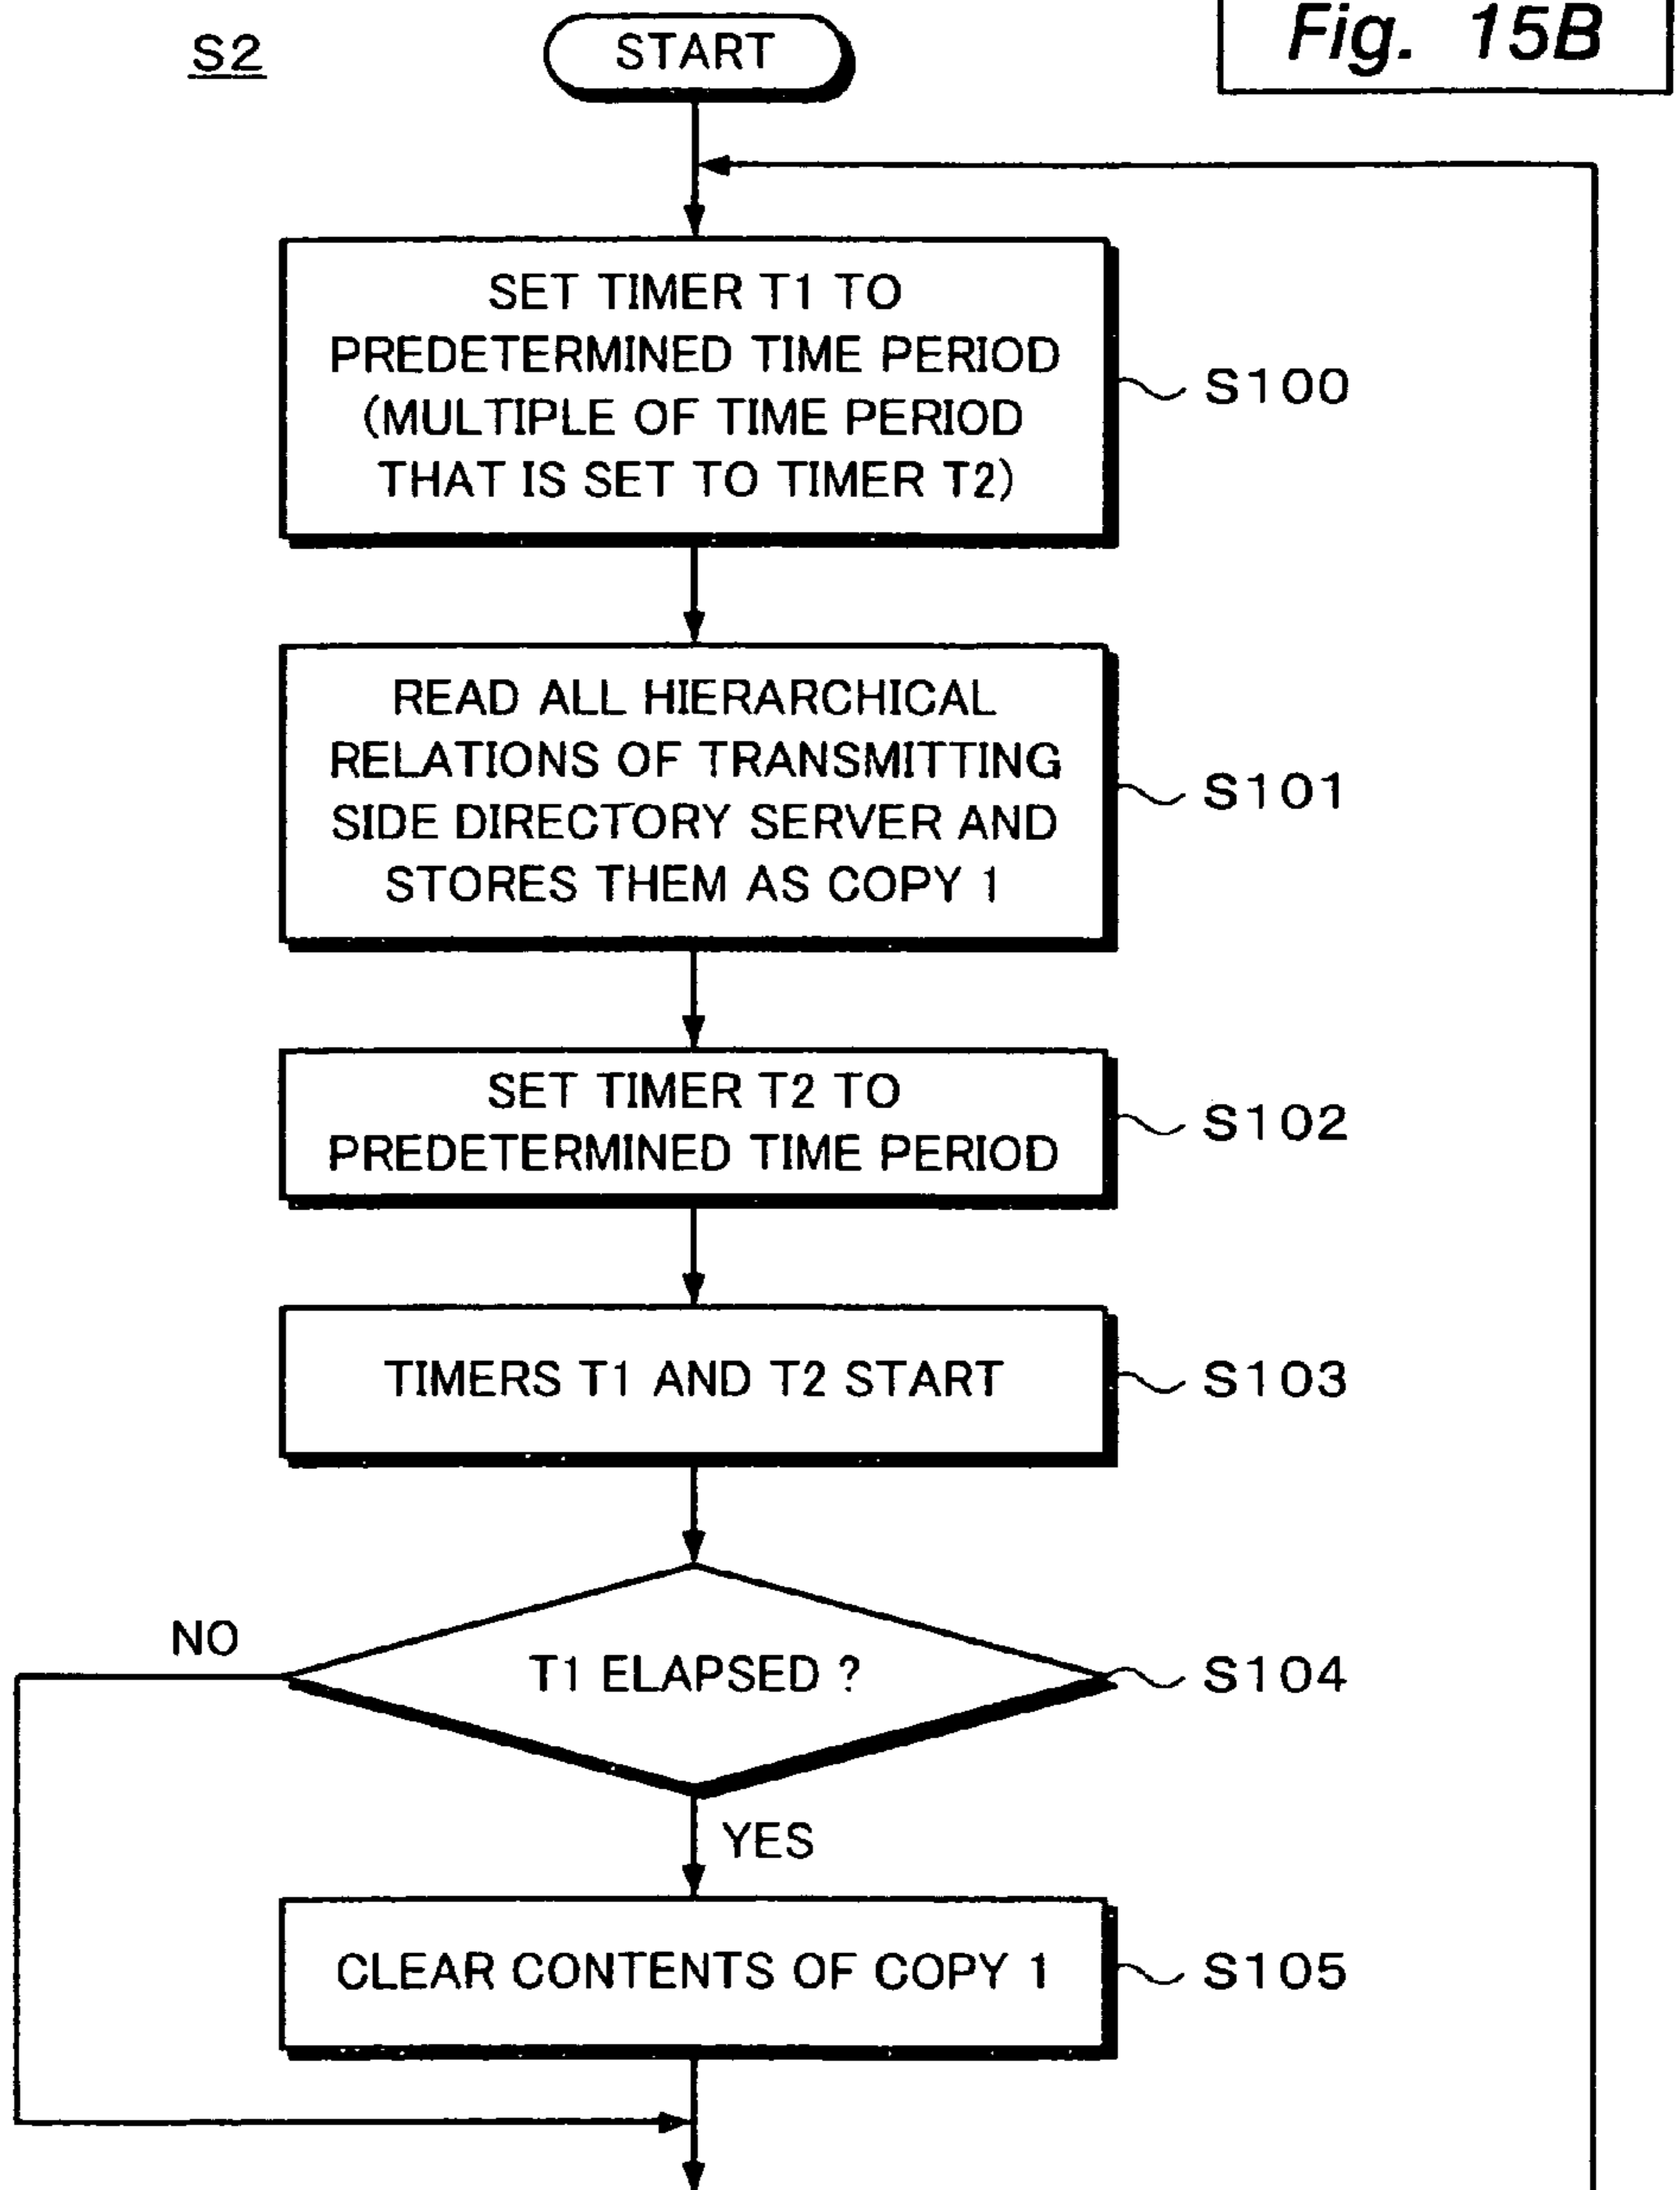 S2
START
Fig. 15B
SET TIMER T1 TO
PREDETERMINED TIME PERIOD
(MULTIPLE OF TIME PERIOD
THAT IS SET TO TIMER T2)
S100
READ ALL HIERARCHICAL
RELATIONS OF TRANSMITTING
SIDE DIRECTORY SERVER AND
STORES THEM AS COPY 1
S101
SET TIMER T2 TO
PREDETERMINED TIME PERIOD
S102
TIMERS T1 AND T2 START
S103
NO
T1 ELAPSED ?
S104
YES
CLEAR CONTENTS OF COPY 1
S105